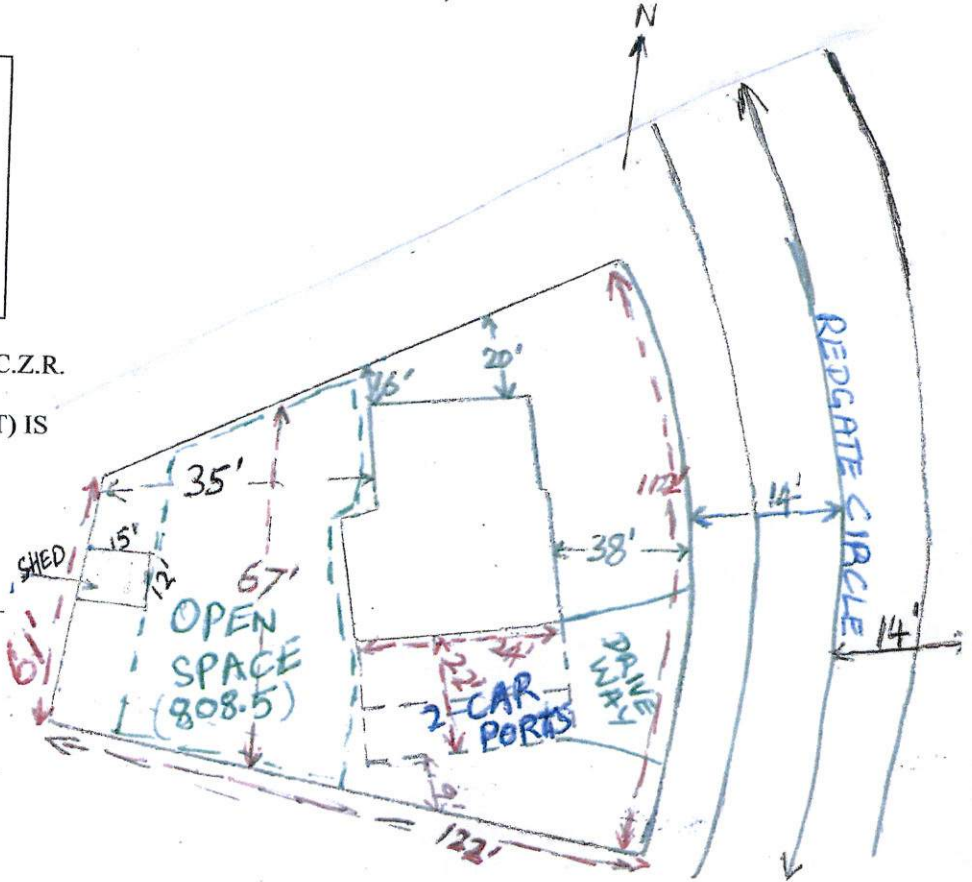 N
C.Z.R.
T) IS
16'
20'
35'
112'
14'
REDGATE CIRCLE
SHED
15'
12'
38'
67'
61'
OPEN
SPACE
(808.5)
24'
22'
DRIVE
WAY
14'
2-CAR
PORTS
6'
122'